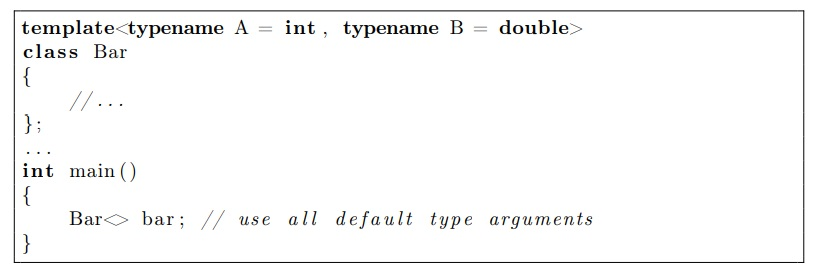 template<typename A = int, typename B = double>
class Bar
{
//...
};
...
int main()
{
Bar<> bar; // use all default type arguments
}